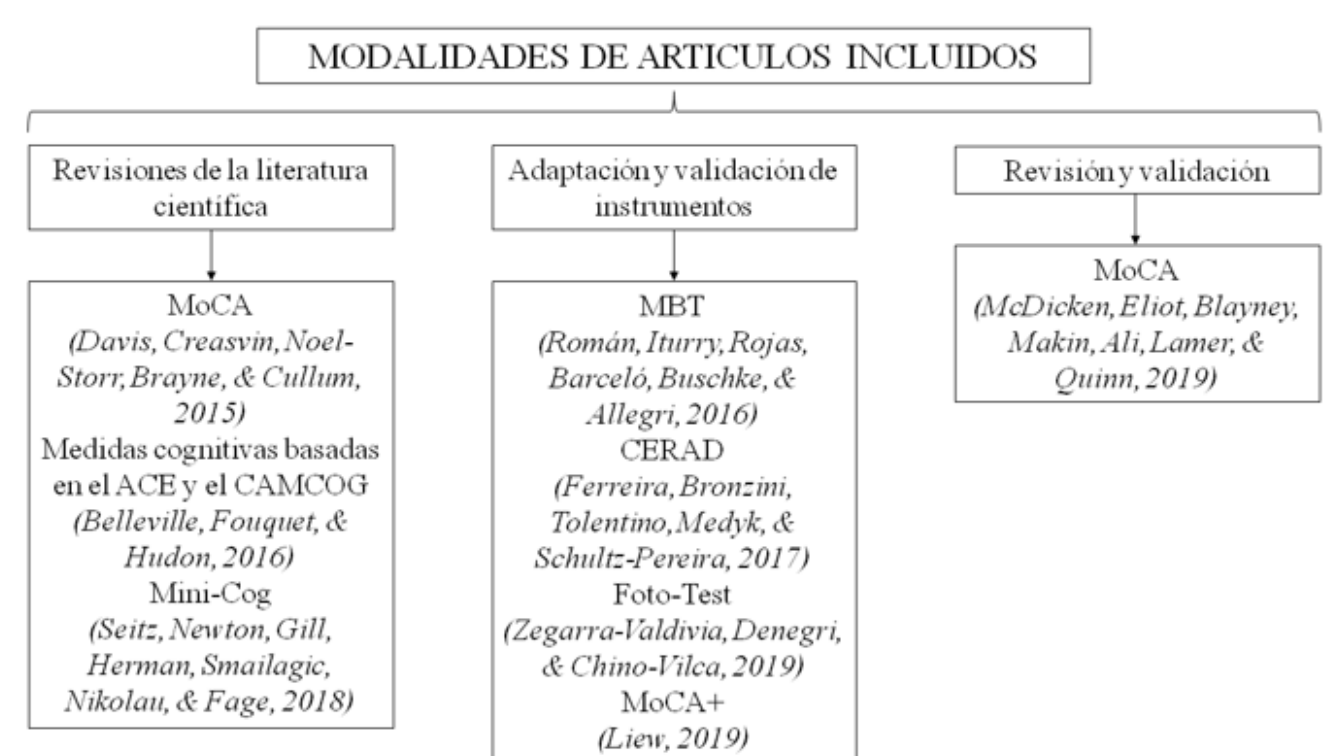 MODALIDADES DE ARTICULOS INCLUIDOS
Revisiones de la literatura
científica
MoCA
(Davis, Creasvin, Noel-
Storr, Brayne, & Cullum,
2015)
Medidas cognitivas basadas
en el ACE y el CAMCOG
(Belleville, Fouquet, &
Hudon, 2016)
Mini-Cog
(Seitz, Newton, Gill,
Herman, Smailagic,
Nikolau, & Fage, 2018)
Adaptación y validación de
instrumentos
MBT
(Román, Iturry, Rojas,
Barceló, Buschke, &
Allegri, 2016)
CERAD
(Ferreira, Bronzini,
Tolentino, Medyk, &
Schultz-Pereira, 2017)
Foto-Test
(Zegarra-Valdivia, Denegri,
& Chino-Vilca, 2019)
MoCA+
(Liew, 2019)
Revisión y validación
MoCA
(McDicken, Eliot, Blayney,
Makin, Ali, Lamer, &
Quinn, 2019)